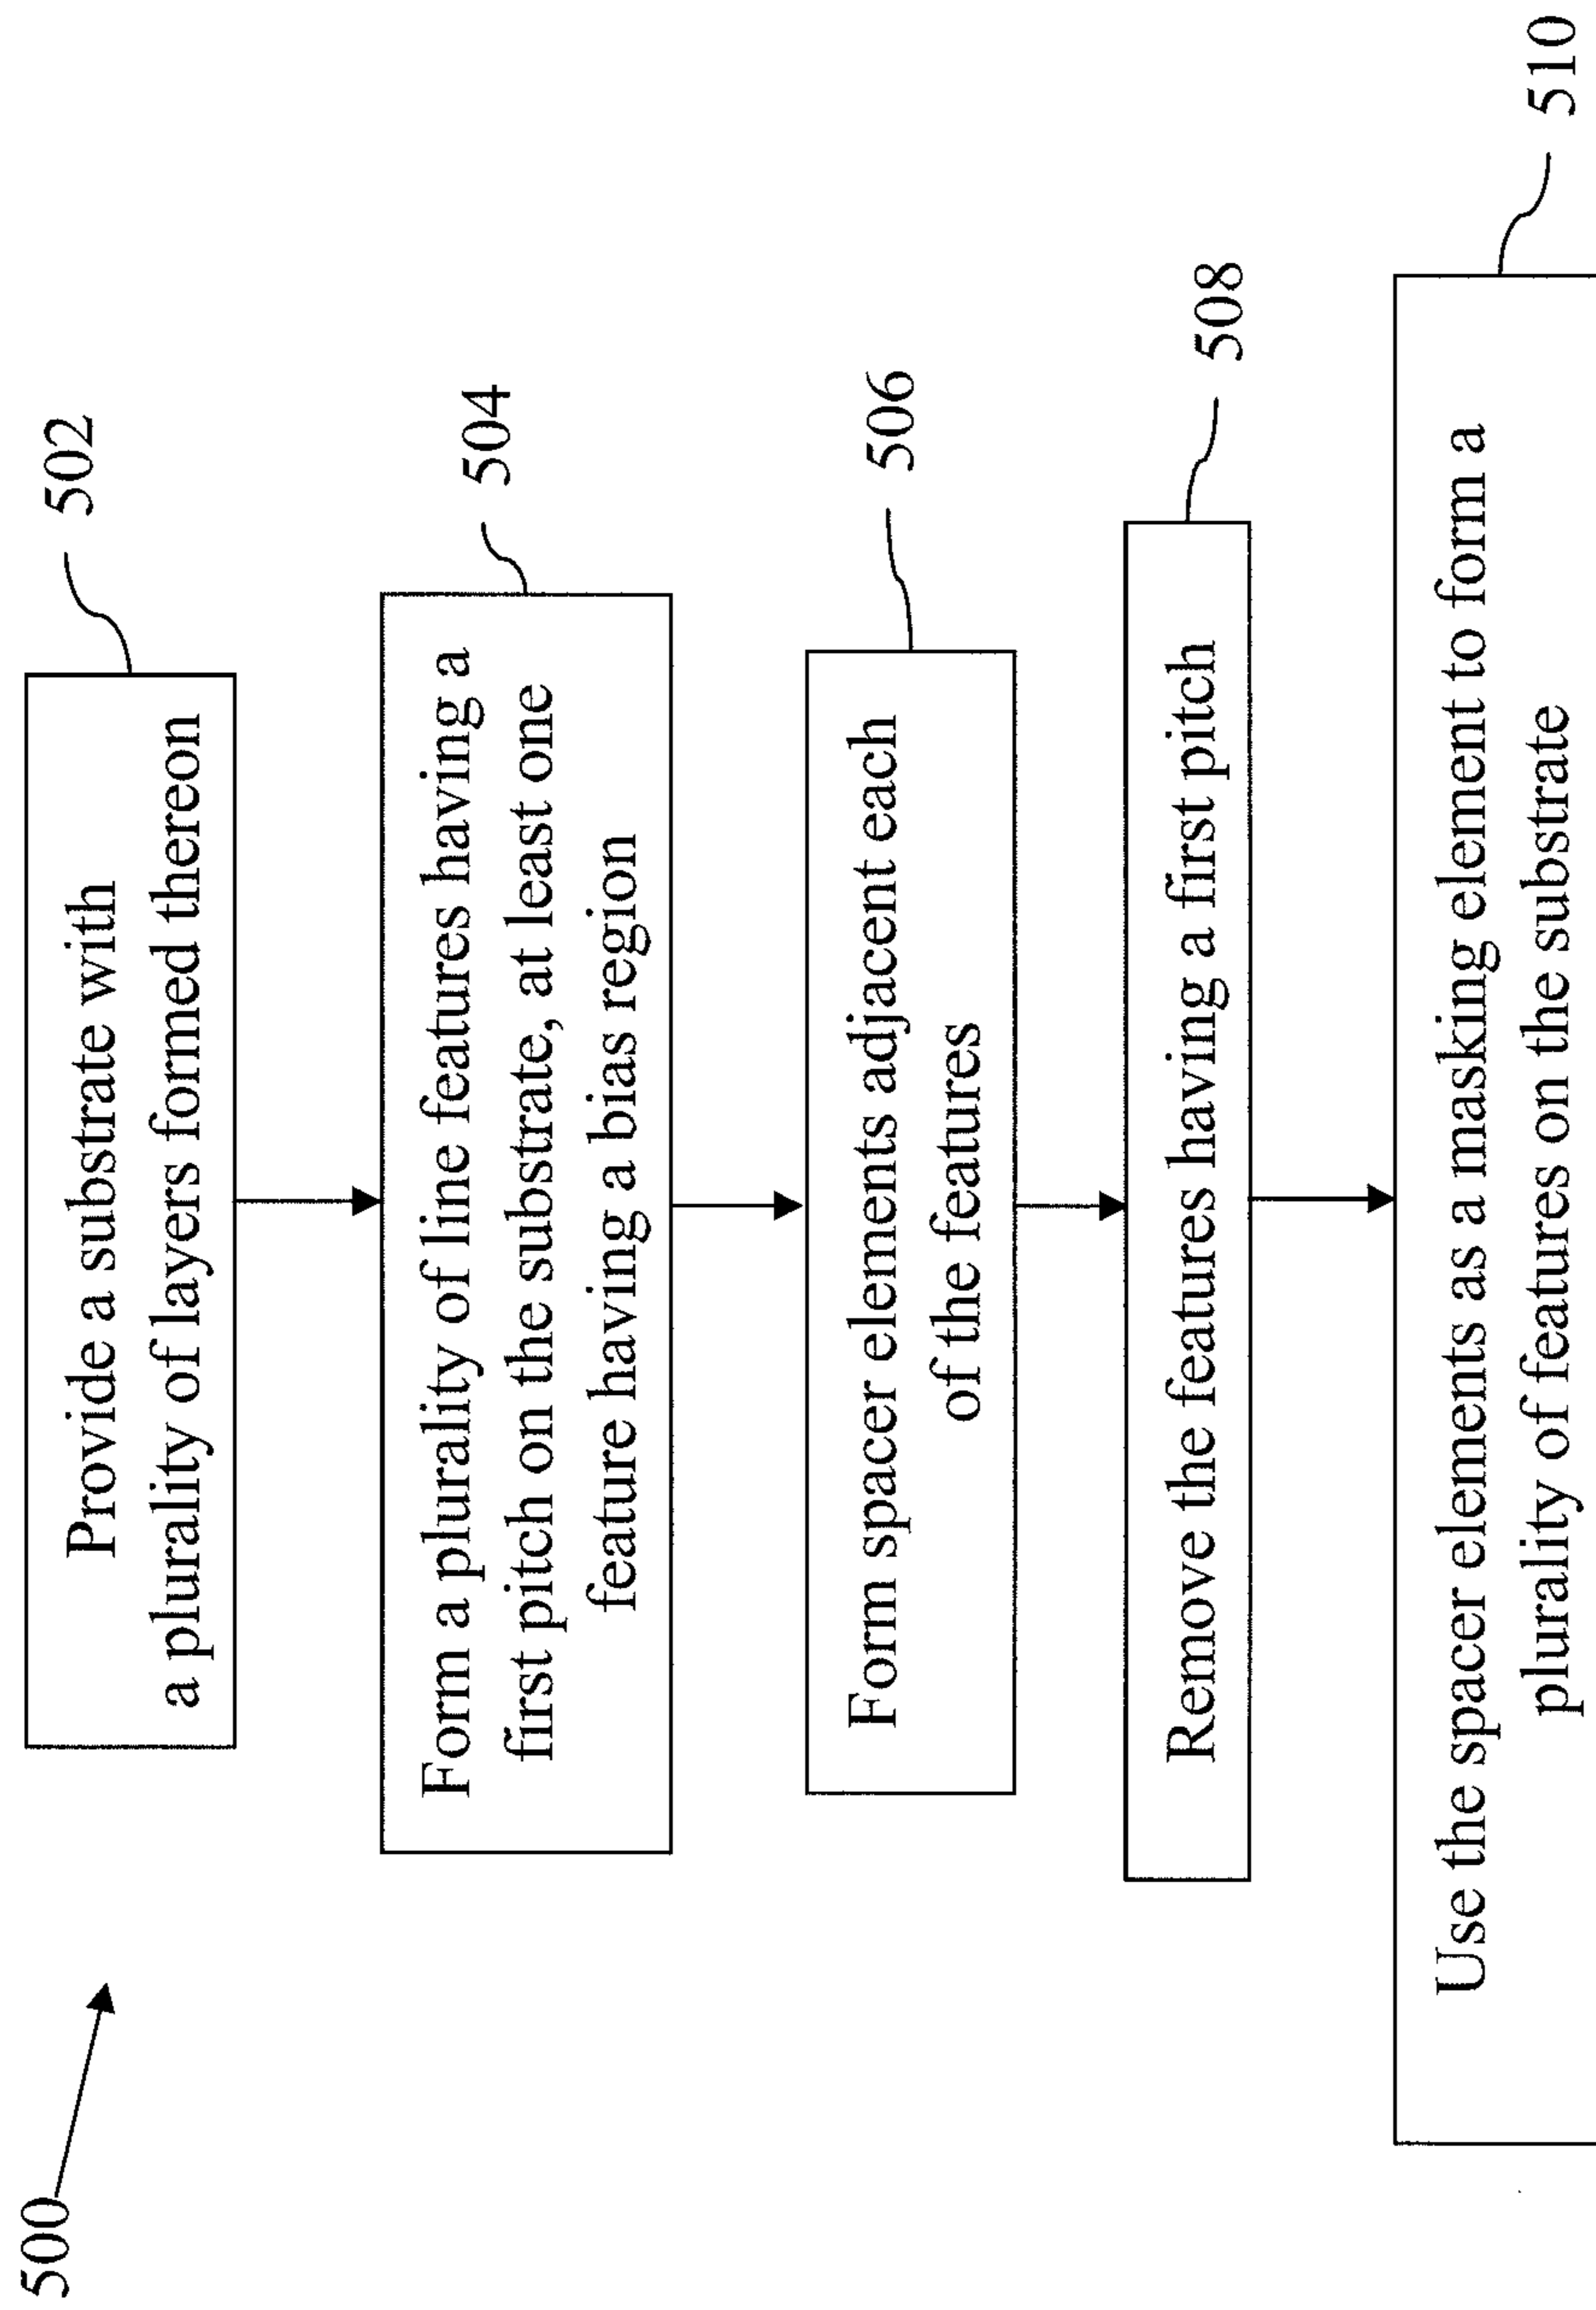 500
502
Provide a substrate with
a plurality of layers formed thereon
504
Form a plurality of line features having a
first pitch on the substrate, at least one
feature having a bias region
506
Form spacer elements adjacent each
of the features
508
Remove the features having a first pitch
510
Use the spacer elements as a masking element to form a
plurality of features on the substrate